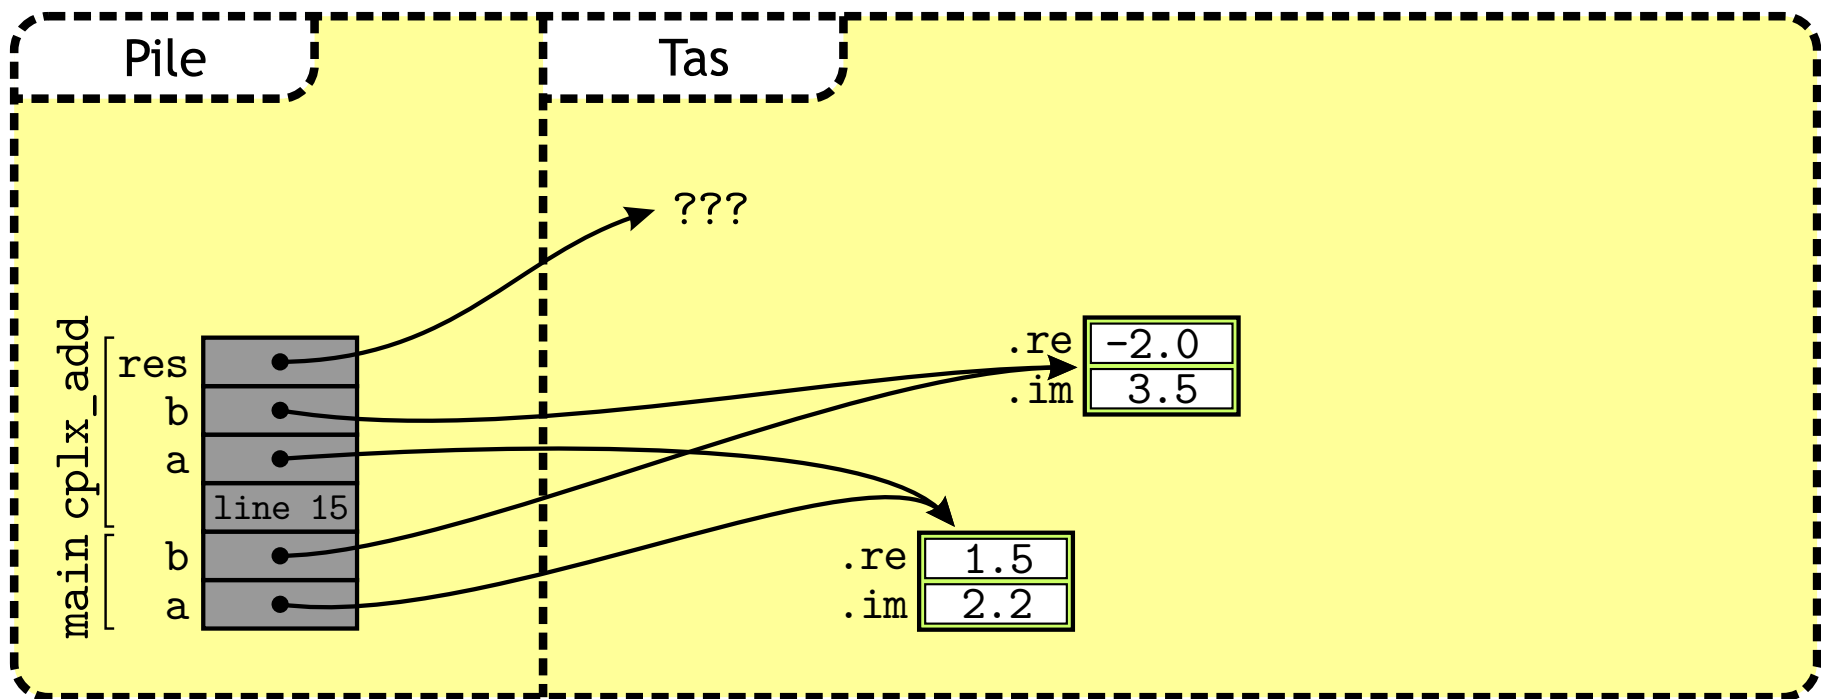 Pile
Tas
???
cplx_add
res
b
a
line 15
main
b
a
.re -2.0
.im 3.5
.re 1.5
.im 2.2